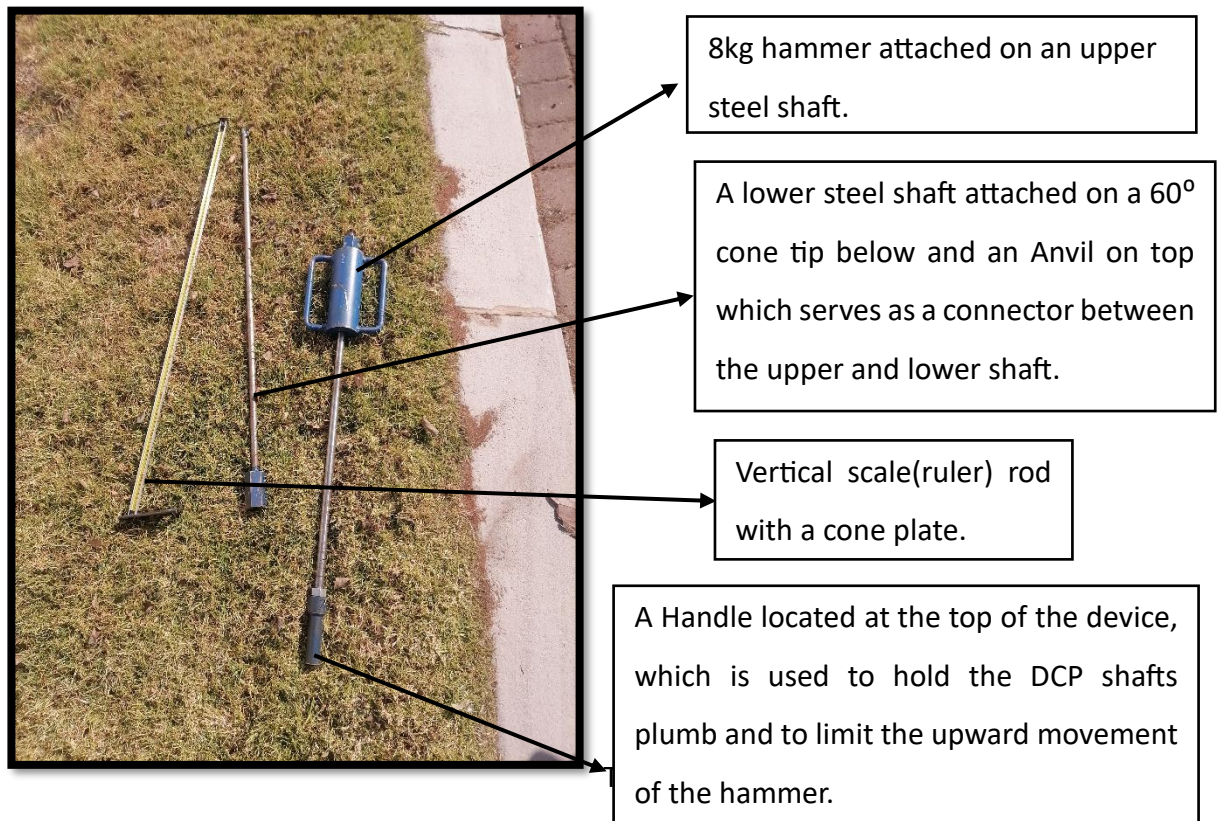 8kg hammer attached on an upper
steel shaft.
A lower steel shaft attached on a 60⁰
cone tip below and an Anvil on top
which serves as a connector between
the upper and lower shaft.
Vertical scale(ruler) rod
with a cone plate.
A Handle located at the top of the device,
which is used to hold the DCP shafts
plumb and to limit the upward movement
of the hammer.